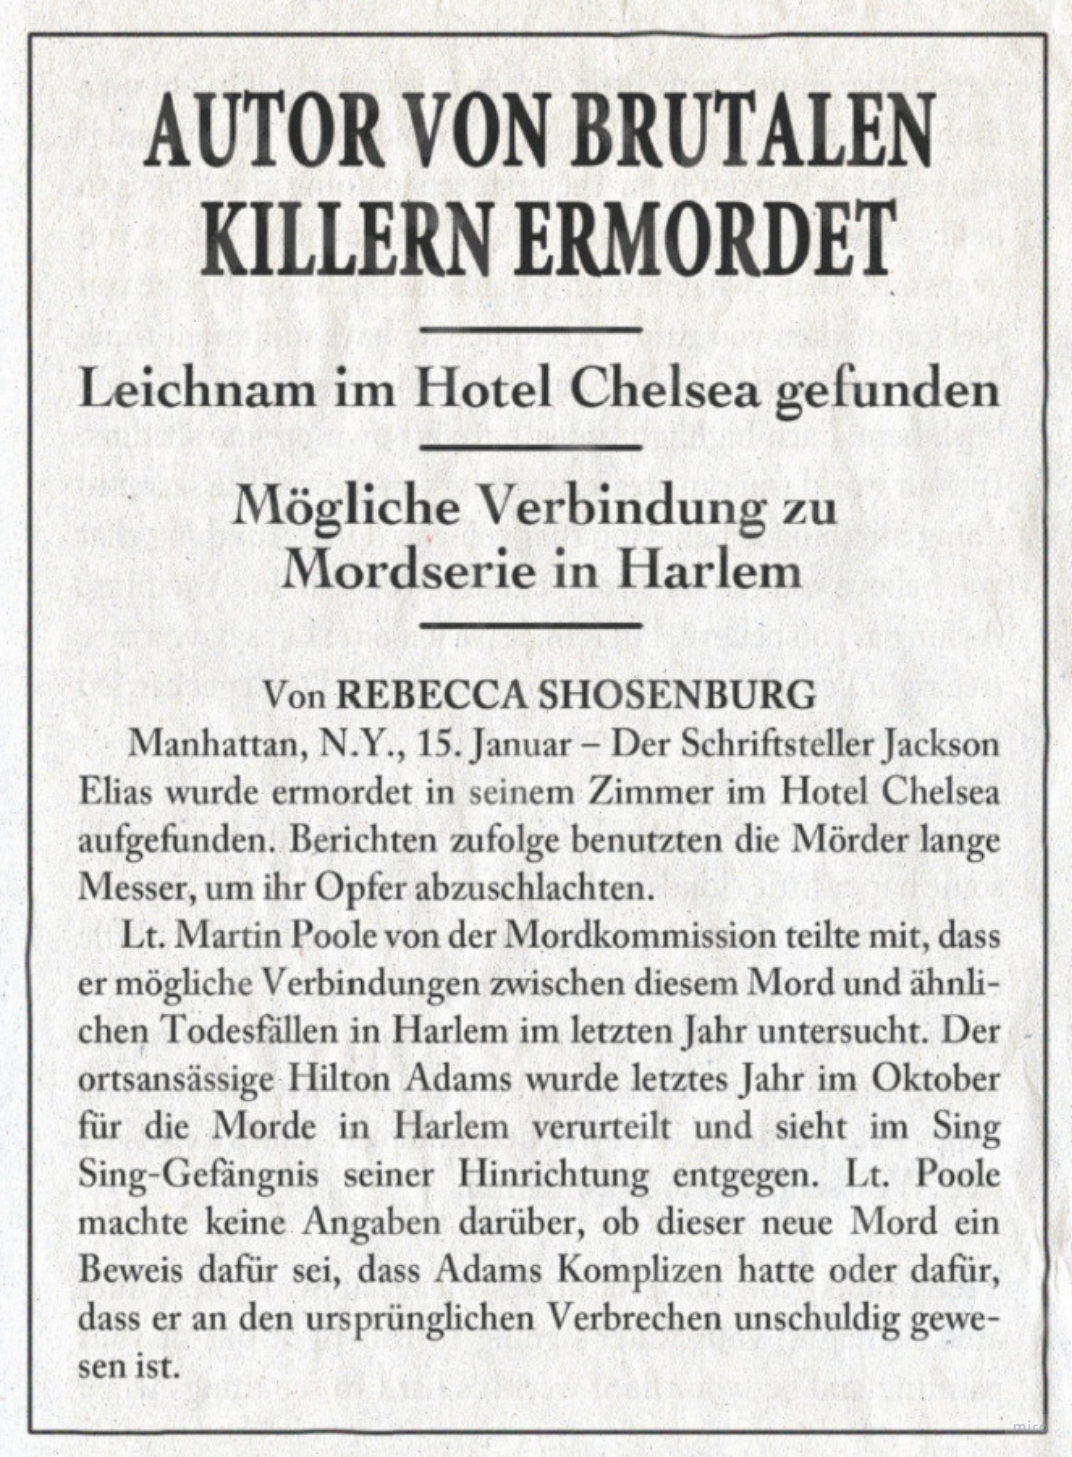 AUTOR VON BRUTALEN
KILLERN ERMORDET
Leichnam im Hotel Chelsea gefunden
Mögliche Verbindung zu
Mordserie in Harlem
Von REBECCA SHOSENBURG
Manhattan, N.Y., 15. Januar – Der Schriftsteller Jackson
Elias wurde ermordet in seinem Zimmer im Hotel Chelsea
aufgefunden. Berichten zufolge benutzten die Mörder lange
Messer, um ihr Opfer abzuschlachten.
Lt. Martin Poole von der Mordkommission teilte mit, dass
er mögliche Verbindungen zwischen diesem Mord und ähnli-
chen Todesfällen in Harlem im letzten Jahr untersucht. Der
ortsansässige Hilton Adams wurde letztes Jahr im Oktober
für die Morde in Harlem verurteilt und sieht im Sing
Sing-Gefängnis seiner Hinrichtung entgegen. Lt. Poole
machte keine Angaben darüber, ob dieser neue Mord ein
Beweis dafür sei, dass Adams Komplizen hatte oder dafür,
dass er an den ursprünglichen Verbrechen unschuldig gewe-
sen ist.
miro